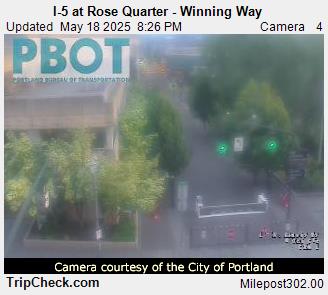 I-5 at Rose Quarter - Winning Way
Updated May 18 2025 8:26 PM Camera 4
PBOT
PORTLAND BUREAU OF TRANSPORTATION
Camera courtesy of the City of Portland
TripCheck.com Milepost302.00